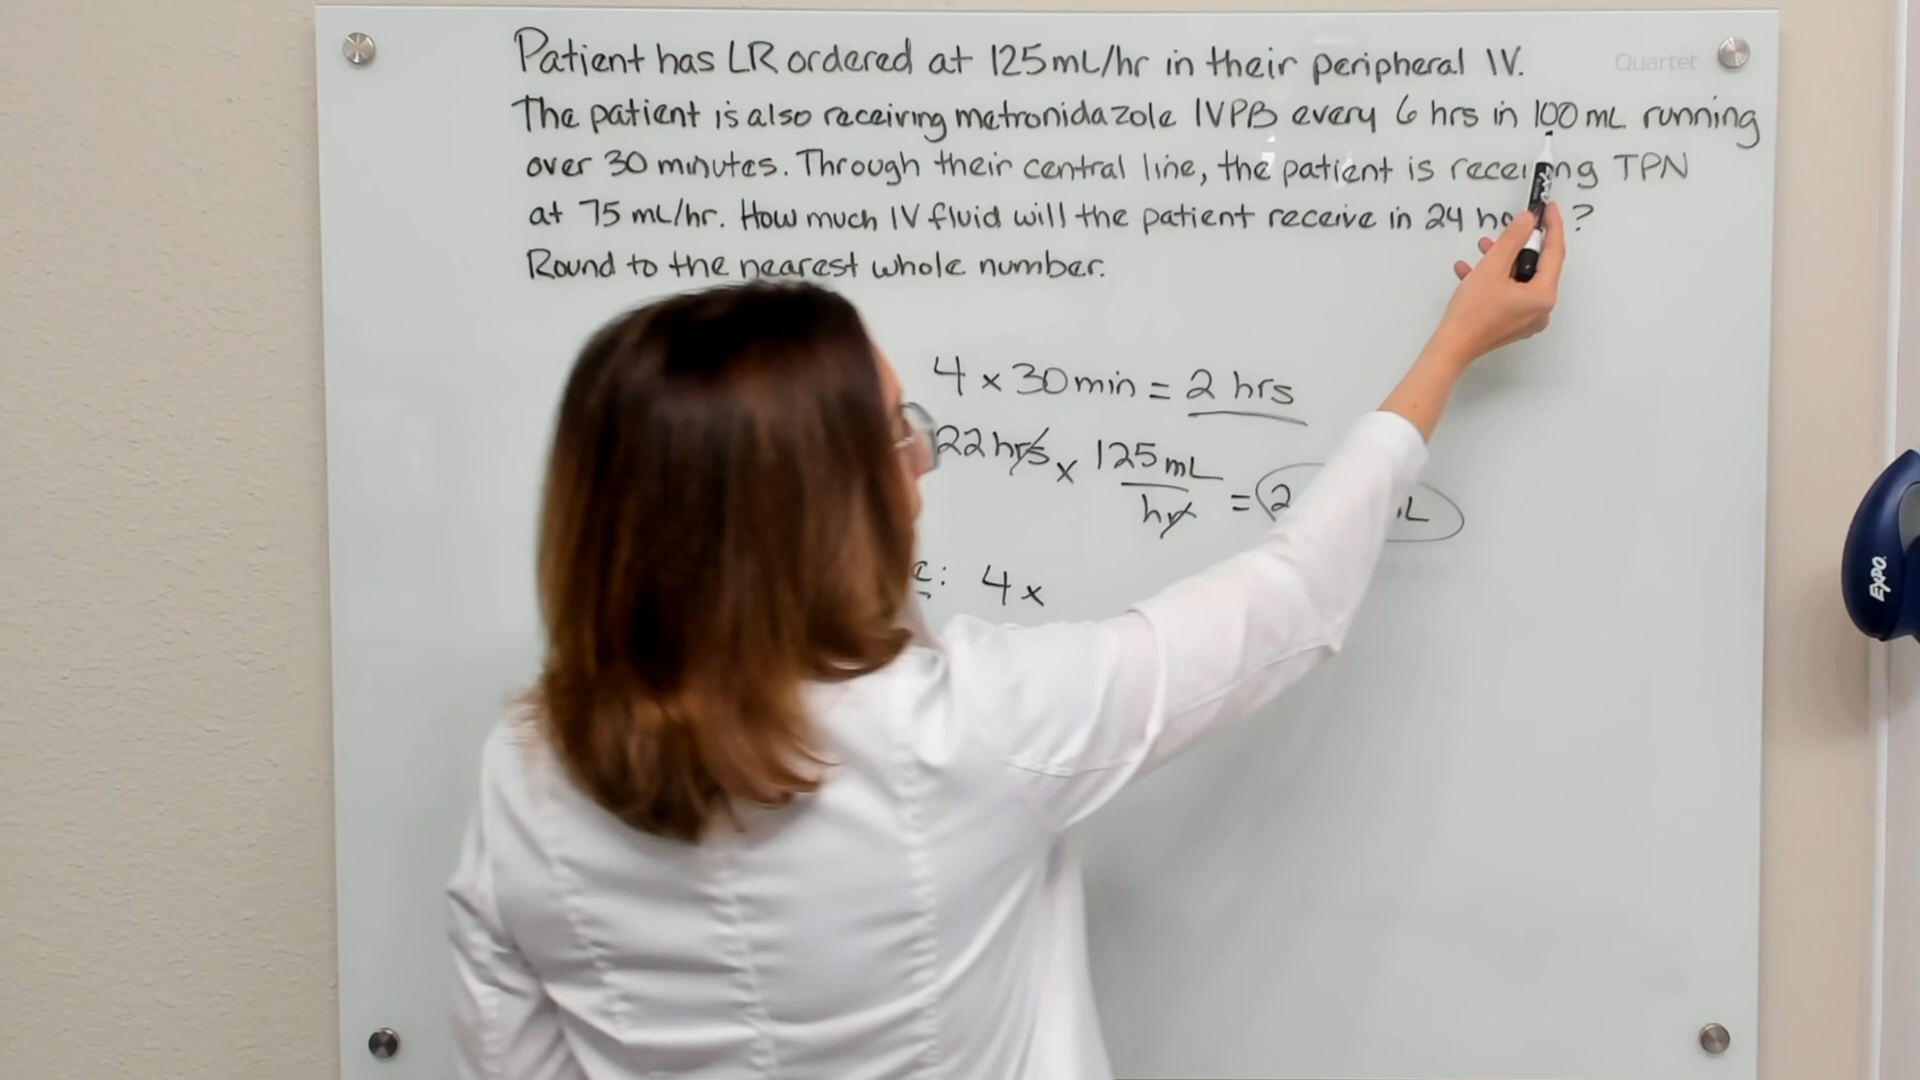 Patient has LR ordered at 125 mL/hr in their peripheral IV.
Quartet
The patient is also receiving metronidazole IVPB every 6 hrs in 100 mL running
over 30 minutes. Through their central line, the patient is receiving TPN
at 75 mL/hr. How much IV fluid will the patient receive in 24 ?
Round to the nearest whole number.
4 x 30 min = 2 hrs
22 hrs x 125 mL
hr
= 2
: 4 x
EXPO